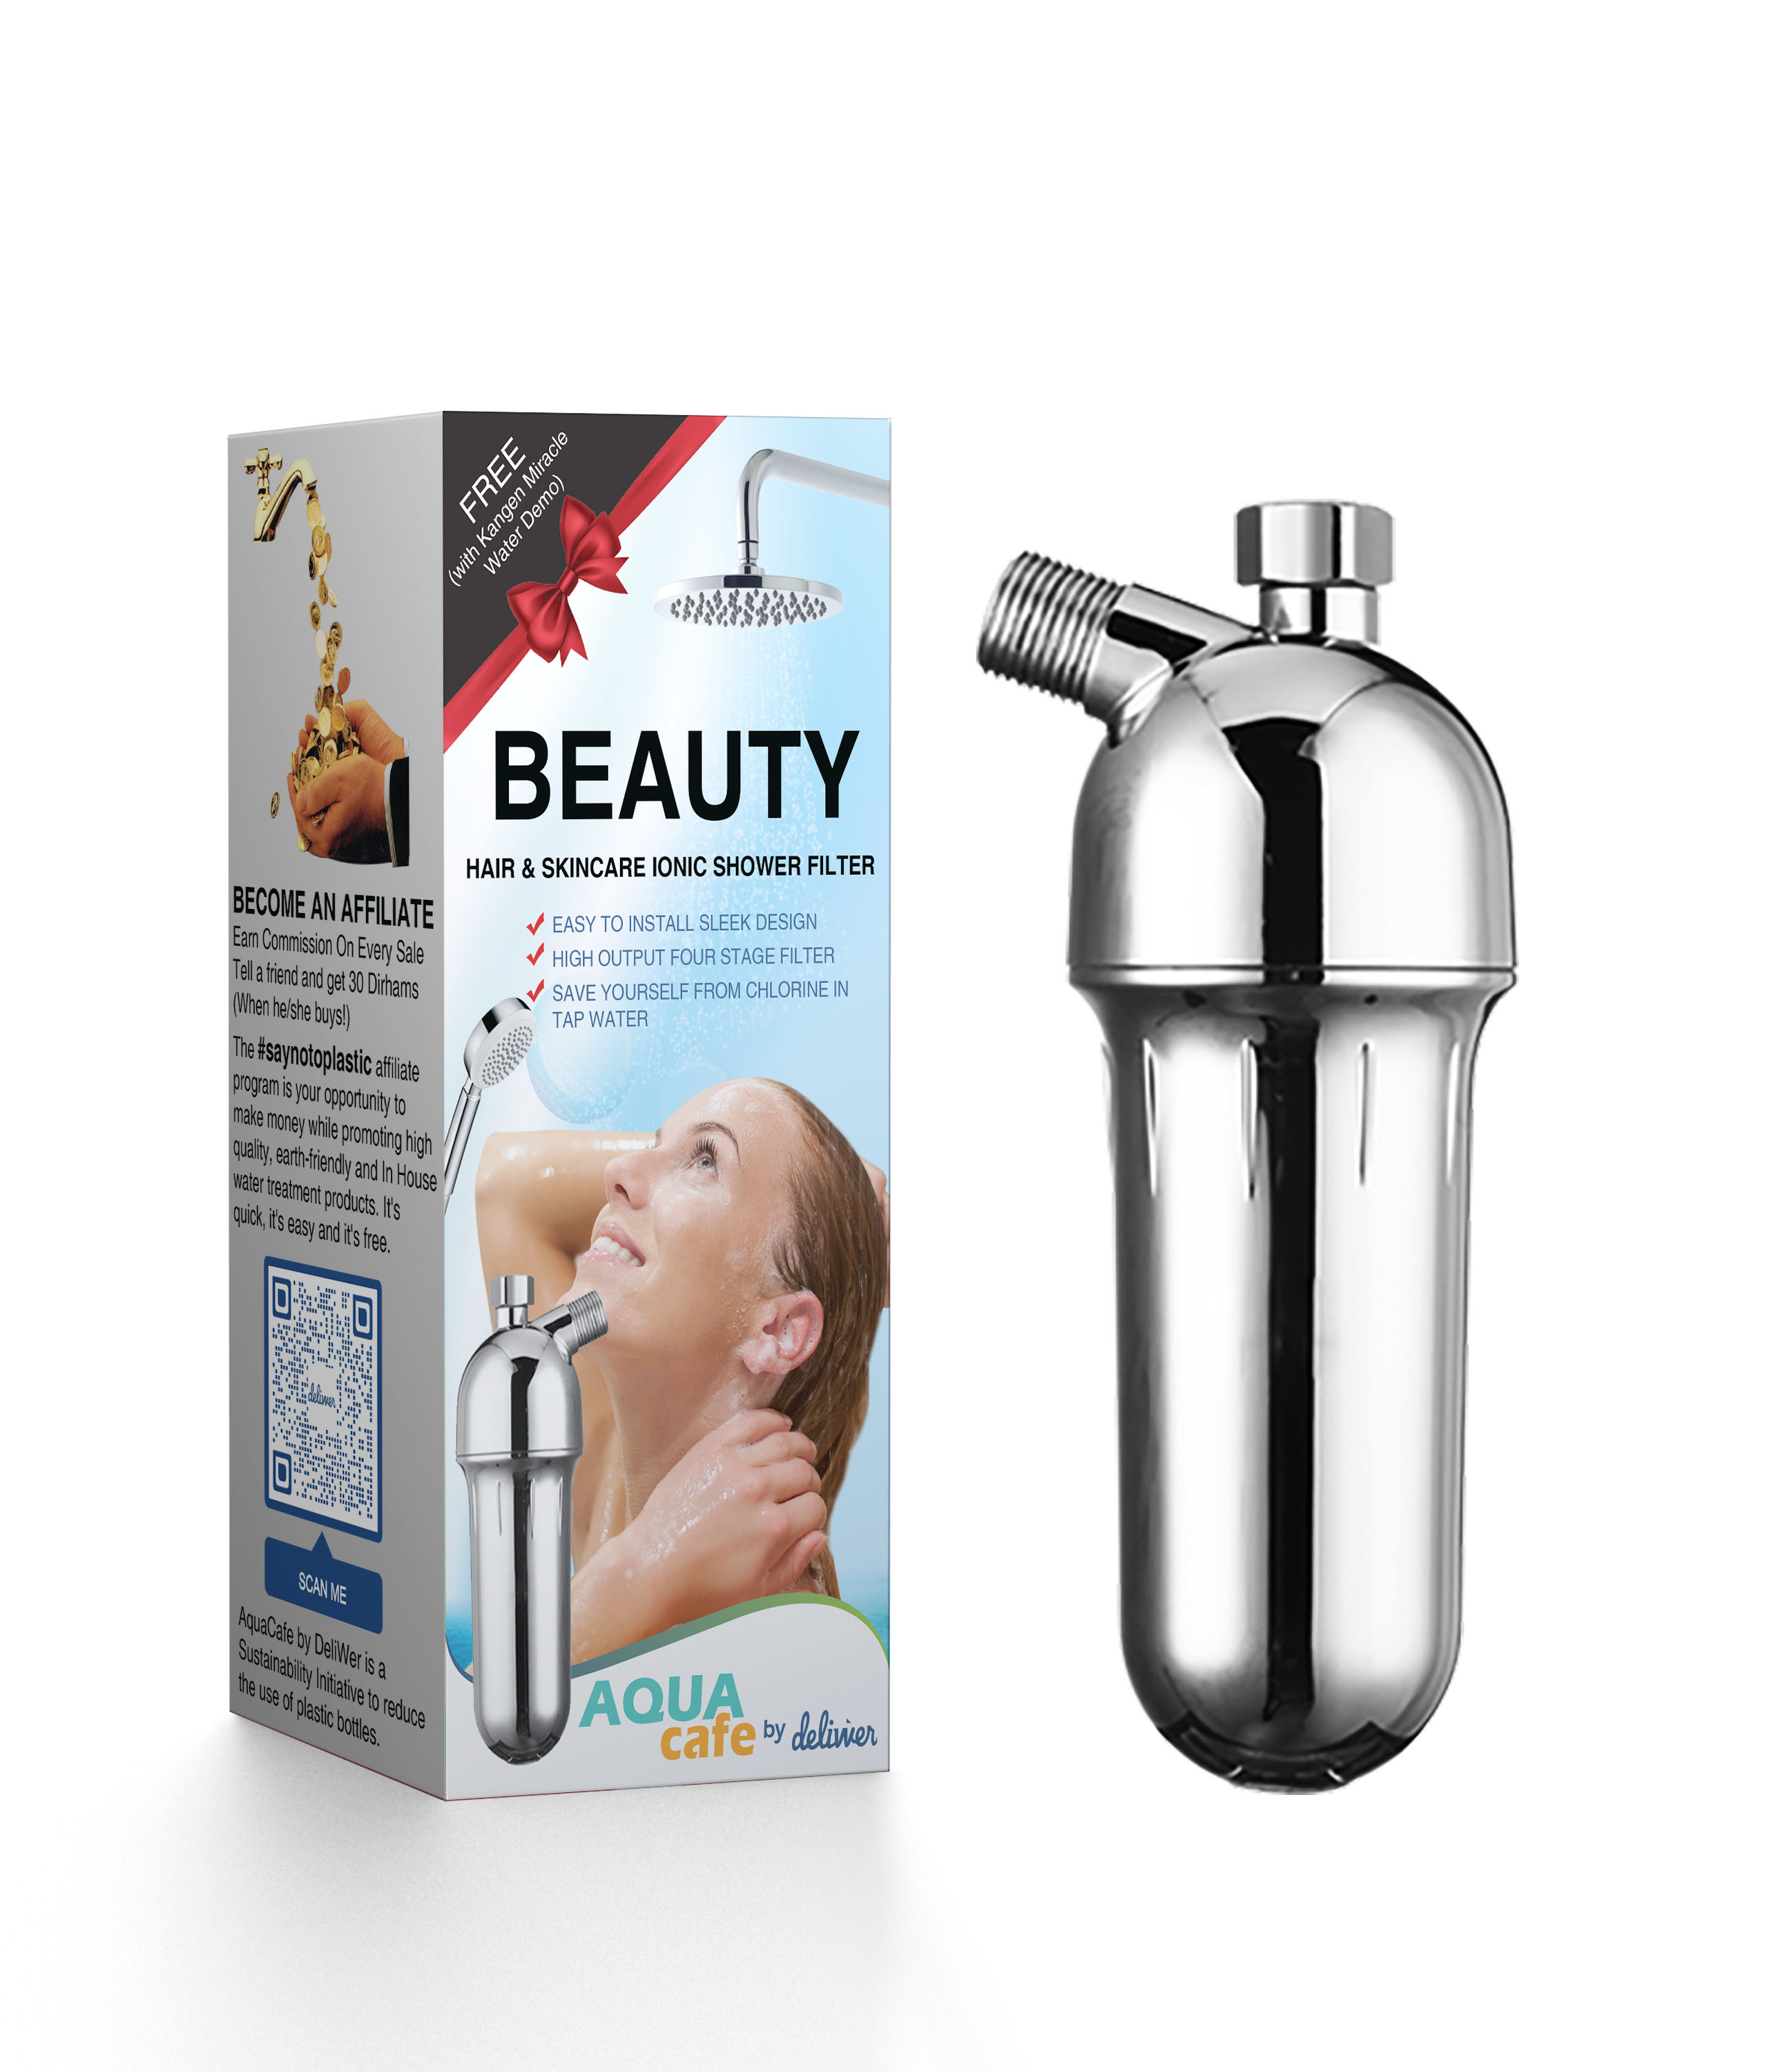 BECOME AN AFFILIATE
Earn Commission On Every Sale
Tell a friend and get 30 Dirhams
(When he/she buys!)
The #saynotoplastic affiliate
program is your opportunity to
make money while promoting high
quality, earth-friendly and In House
water treatment products. It's
quick, it's easy and it's free.
deliwer
SCAN ME
AquaCafe by DeliWer is a
Sustainability Initiative to reduce
the use of plastic bottles.
FREE
(with Kangen Miracle
Water Demo)
BEAUTY
HAIR & SKINCARE IONIC SHOWER FILTER
EASY TO INSTALL SLEEK DESIGN
HIGH OUTPUT FOUR STAGE FILTER
SAVE YOURSELF FROM CHLORINE IN
TAP WATER
AQUA
cafe by deliwer